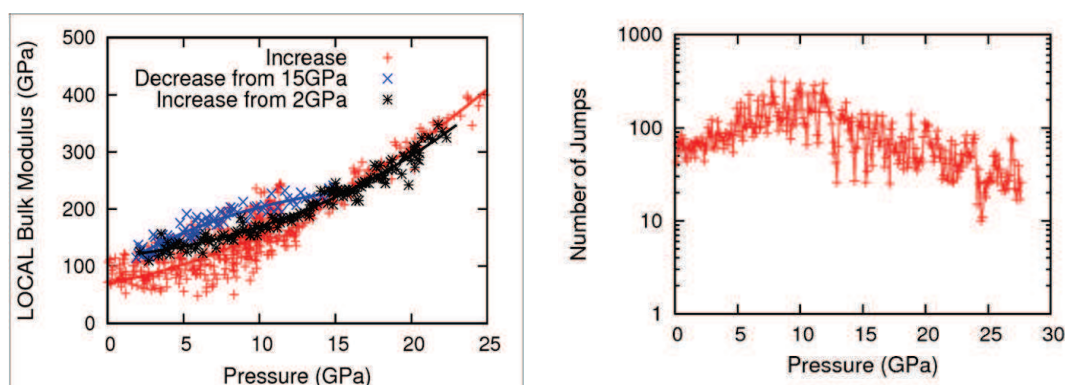 LOCAL Bulk Modulus (GPa)
500
400
300
200
100
0
Increase
Decrease from 15GPa
Increase from 2GPa
0 5 10 15 20 25
Pressure (GPa)
Number of Jumps
1000
100
10
1
0 5 10 15 20 25 30
Pressure (GPa)